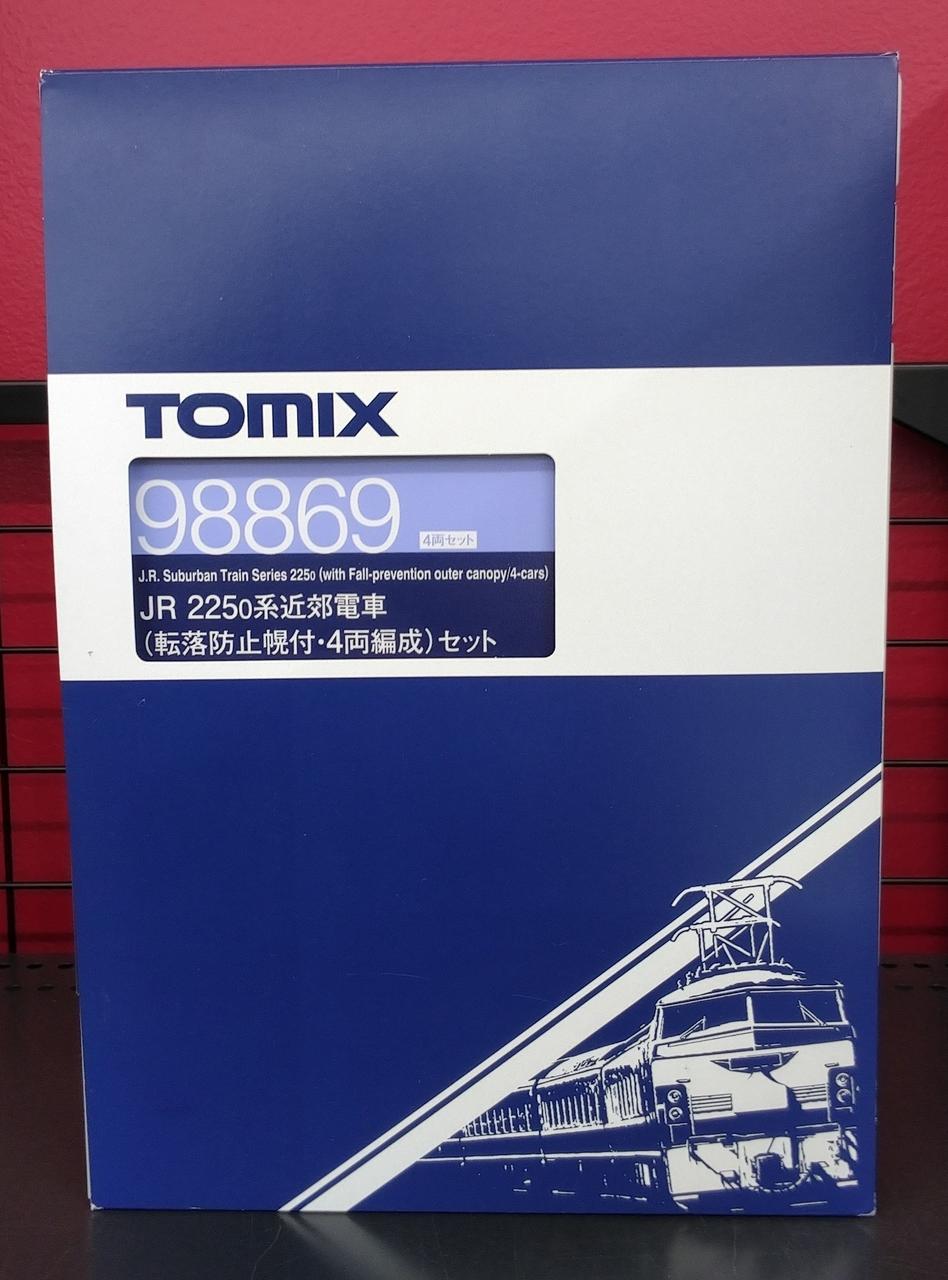 TOMIX
98869
4両セット
J.R. Suburban Train Series 2250 (with Fall-prevention outer canopy/4-cars)
JR 2250系近郊電車
(転落防止幌付・4両編成)セット